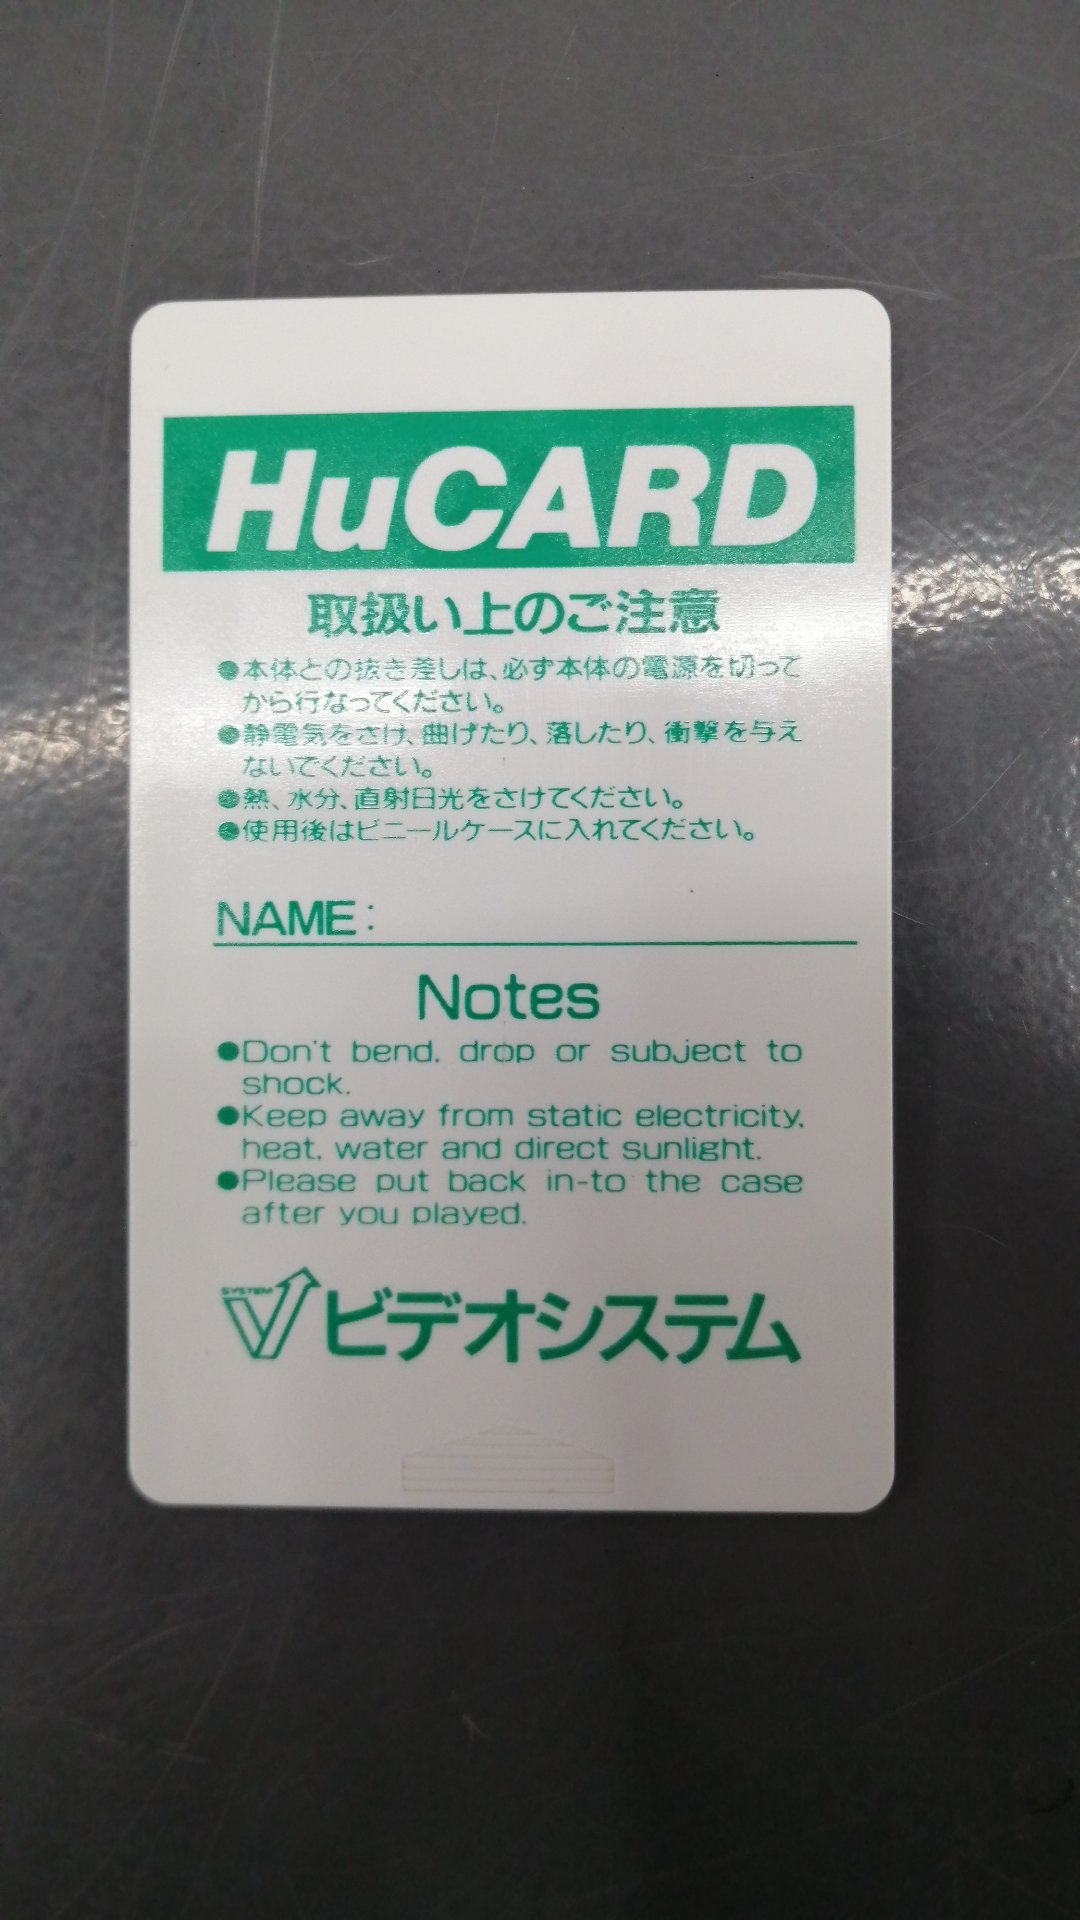 HuCARD
取扱い上のご注意
●本体との抜き差しは、必ず本体の電源を切って
から行なってください。
●静電気をさけ、曲げたり、落したり、衝撃を与え
ないでください。
●熱、水分、直射日光をさけてください。
●使用後はビニールケースに入れてください。
NAME:
Notes
●Don't bend, drop or subject to
shock.
●Keep away from static electricity,
heat, water and direct sunlight.
●Please put back in-to the case
after you played.
SYSTEM V ビデオシステム